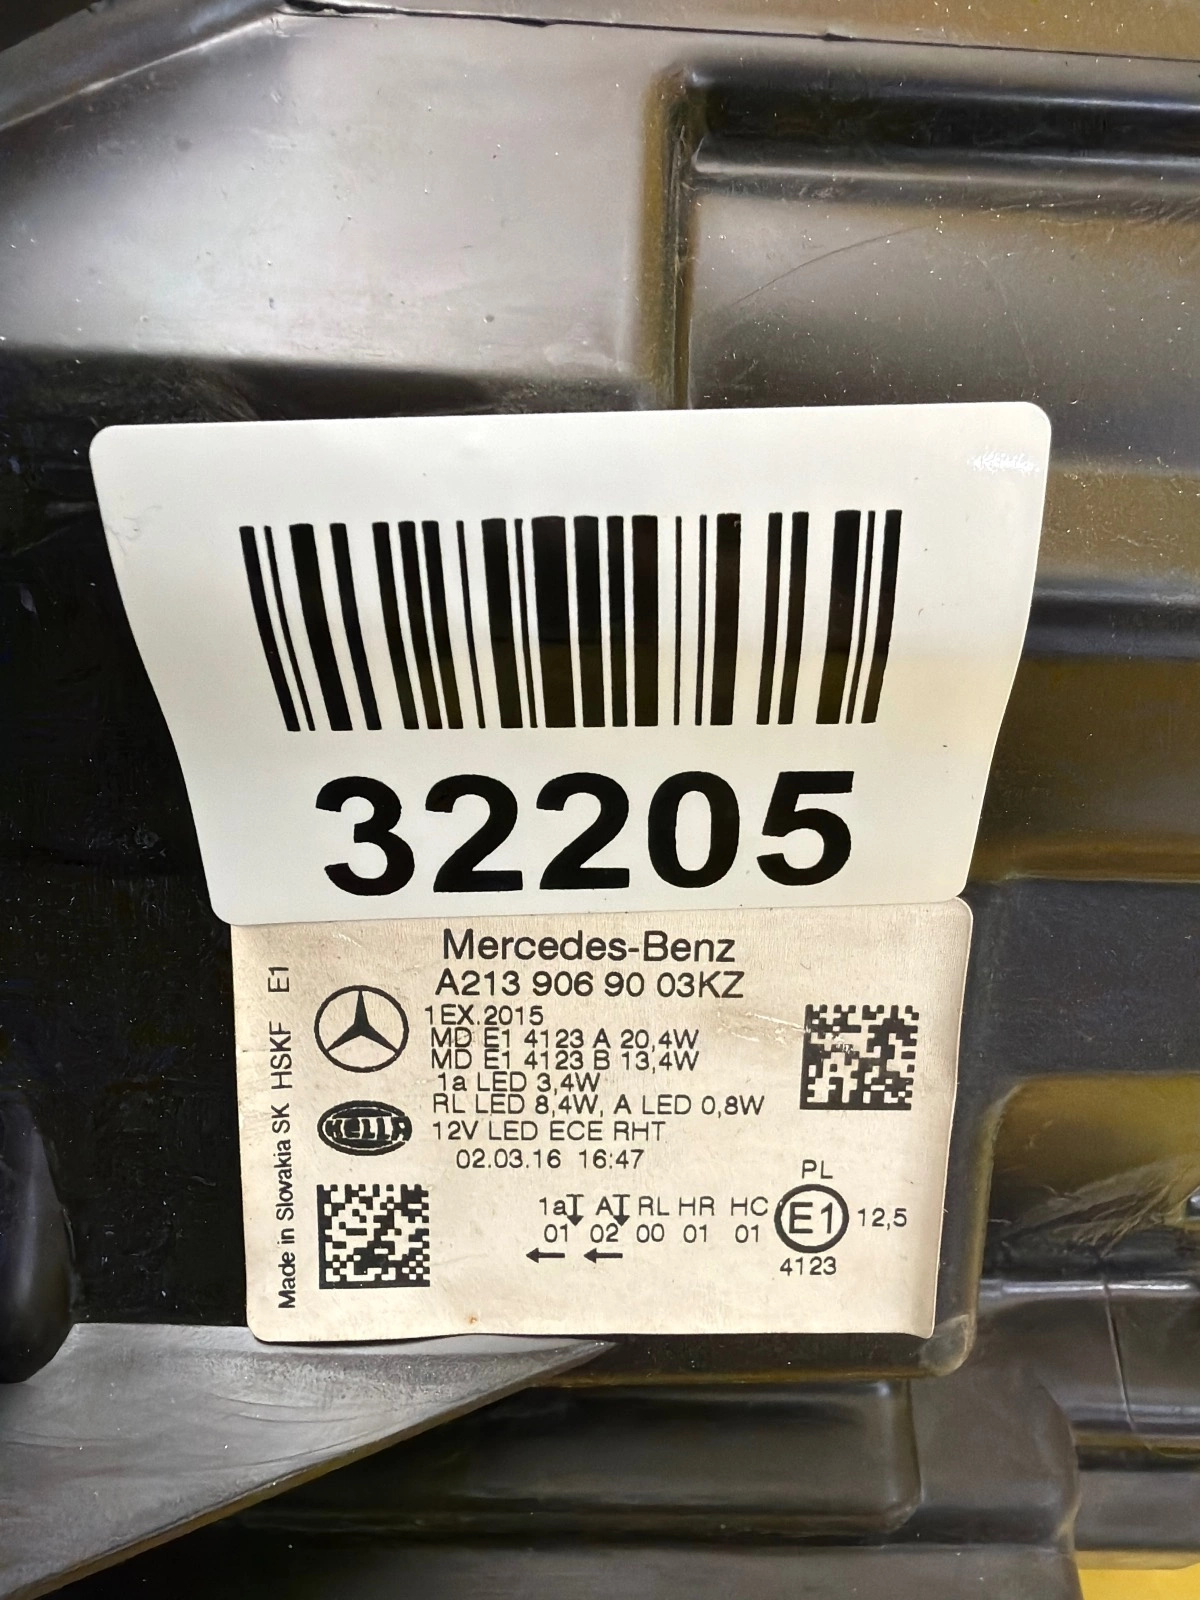 32205
Mercedes-Benz
A213 906 90 03KZ
1EX.2015
MD E1 4123 A 20,4W
MD E1 4123 B 13,4W
1a LED 3,4W
RL LED 8,4W, A LED 0,8W
12V LED ECE RHT
02.03.16 16:47
HELLA
Made in Slovakia SK HSKF E1
1a A RL HR HC
01 02 00 01 01
PL
E1 12,5
4123